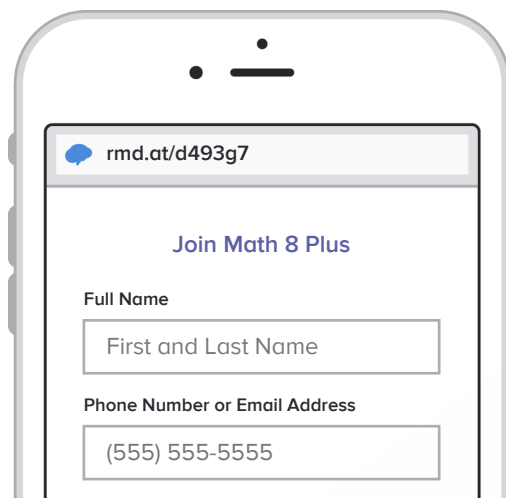 rmd.at/d493g7
Join Math 8 Plus
Full Name
First and Last Name
Phone Number or Email Address
(555) 555-5555